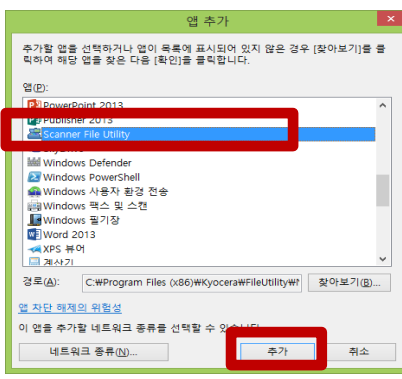 앱 추가
추가할 앱을 선택하거나 앱이 목록에 표시되어 있지 않은 경우 [찾아보기]를 클
릭하여 해당 앱을 찾은 다음 [확인]을 클릭합니다.
앱(P):
PowerPoint 2013
Publisher 2013
Scanner File Utility
Windows Defender
Windows PowerShell
Windows 사용자 환경 전송
Windows 팩스 및 스캔
Windows 필기장
Word 2013
XPS 뷰어
계산기
경로(A): C:₩Program Files (x86)₩Kyocera₩FileUtility₩ 찾아보기(B)...
앱 차단 해제의 위험성
이 앱을 추가할 네트워크 종류를 선택할 수
네트워크 종류(N)... 추가 취소